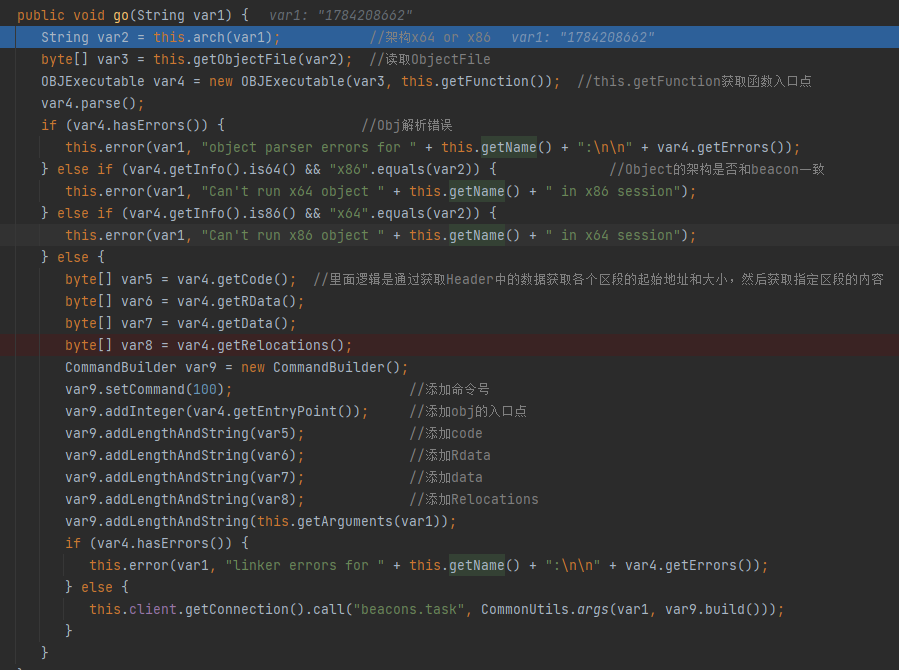 public void go(String var1) {   var1: "1784208662"
   String var2 = this.arch(var1);           //架构x64 or x86   var1: "1784208662"
   byte[] var3 = this.getObjectFile(var2);  //读取ObjectFile
   OBJExecutable var4 = new OBJExecutable(var3, this.getFunction());  //this.getFunction获取函数入口点
   var4.parse();
   if (var4.hasErrors()) {                 //Obj解析错误
      this.error(var1, "object parser errors for " + this.getName() + ":\n\n" + var4.getErrors());
   } else if (var4.getInfo().is64() && "x86".equals(var2)) {              //Object的架构是否和beacon一致
      this.error(var1, "Can't run x64 object " + this.getName() + " in x86 session");
   } else if (var4.getInfo().is86() && "x64".equals(var2)) {
      this.error(var1, "Can't run x86 object " + this.getName() + " in x64 session");
   } else {
      byte[] var5 = var4.getCode();  //里面逻辑是通过获取Header中的数据获取各个区段的起始地址和大小，然后获取指定区段的内容
      byte[] var6 = var4.getRData();
      byte[] var7 = var4.getData();
      byte[] var8 = var4.getRelocations();
      CommandBuilder var9 = new CommandBuilder();
      var9.setCommand(100);                      //添加命令号
      var9.addInteger(var4.getEntryPoint());     //添加obj的入口点
      var9.addLengthAndString(var5);             //添加code
      var9.addLengthAndString(var6);             //添加Rdata
      var9.addLengthAndString(var7);             //添加data
      var9.addLengthAndString(var8);             //添加Relocations
      var9.addLengthAndString(this.getArguments(var1));
      if (var4.hasErrors()) {
         this.error(var1, "linker errors for " + this.getName() + ":\n\n" + var4.getErrors());
      } else {
         this.client.getConnection().call("beacons.task", CommonUtils.args(var1, var9.build()));
      }
   }